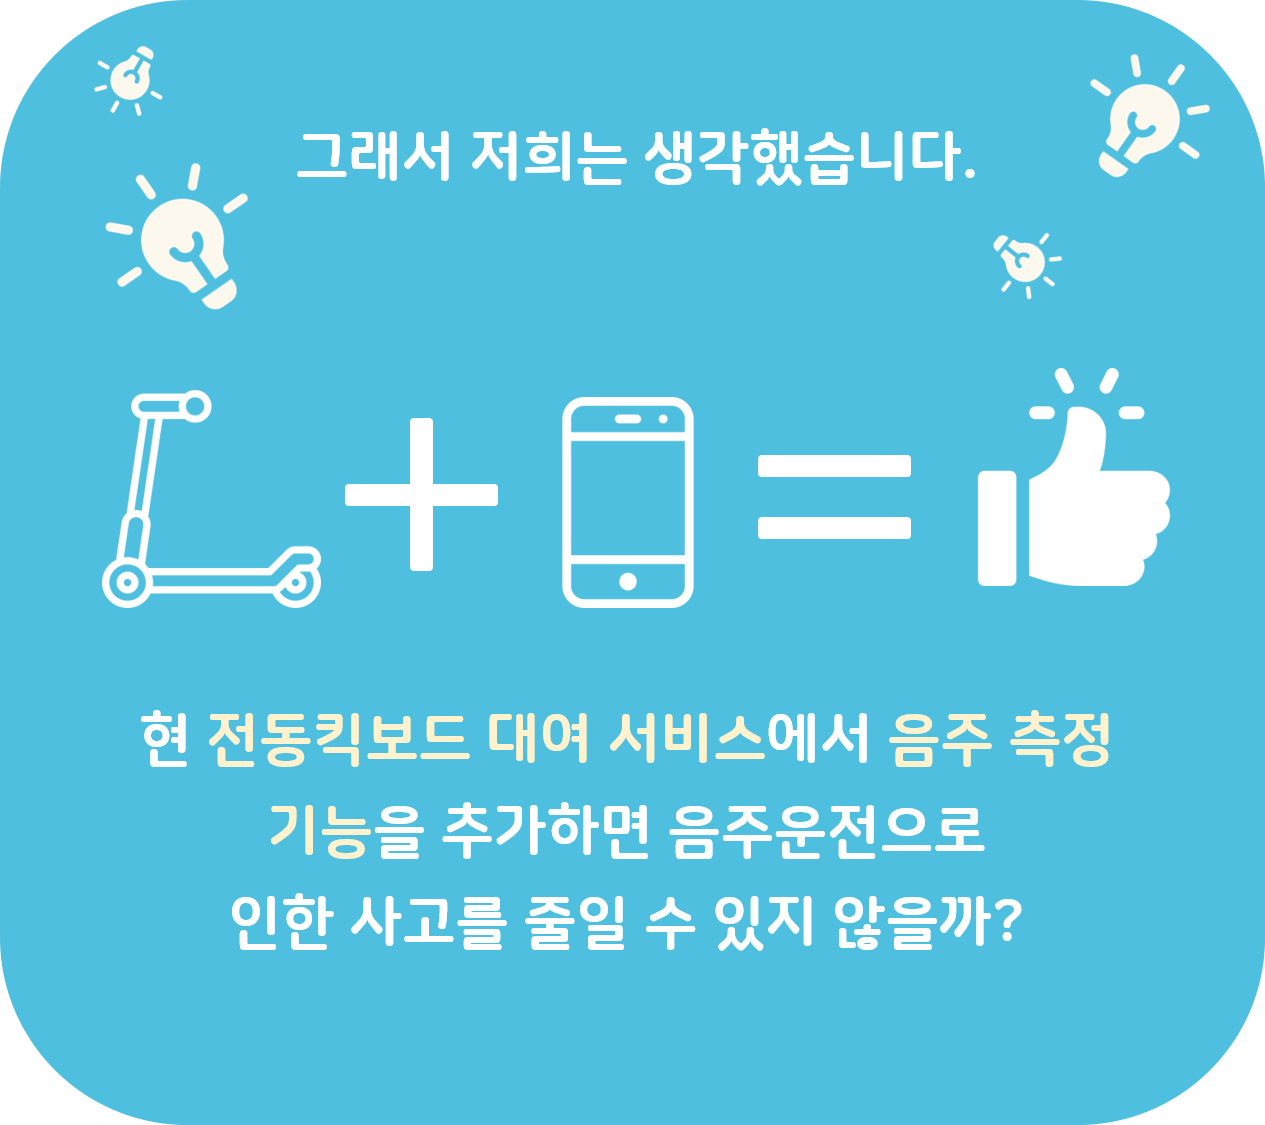 그래서 저희는 생각했습니다.
현 전동킥보드 대여 서비스에서 음주 측정
기능을 추가하면 음주운전으로
인한 사고를 줄일 수 있지 않을까?